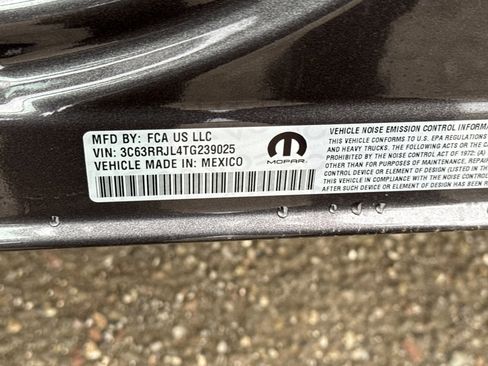 MFD BY: FCA US LLC
VIN: 3C63RRJL4TG239025
VEHICLE MADE IN: MEXICO
MOPAR
VEHICLE NOISE EMISSION CONTROL INFORMA
THIS VEHICLE CONFORMS TO U.S. EPA REGULATIONS
AND HEAVY TRUCKS. THE FOLLOWING ACTS OR THE CA
PROHIBITED BY THE NOISE CONTROL ACT OF 1972: (A)
OTHER THAN FOR PURPOSES OF MAINTENANCE, REPAIR
CONTROL DEVICE OR ELEMENT OF DESIGN (LISTED IN T
THIS VEHICLE IN COMPLIANCE WITH THE NOISE CONTR
CONTROL DEVICE OR ELEMENT OF DESIGN HAS BEEN R